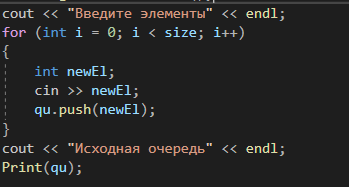 cout << "Введите элементы" << endl;
for (int i = 0; i < size; i++)
{
    int newEl;
    cin >> newEl;
    qu.push(newEl);
}
cout << "Исходная очередь" << endl;
Print(qu);